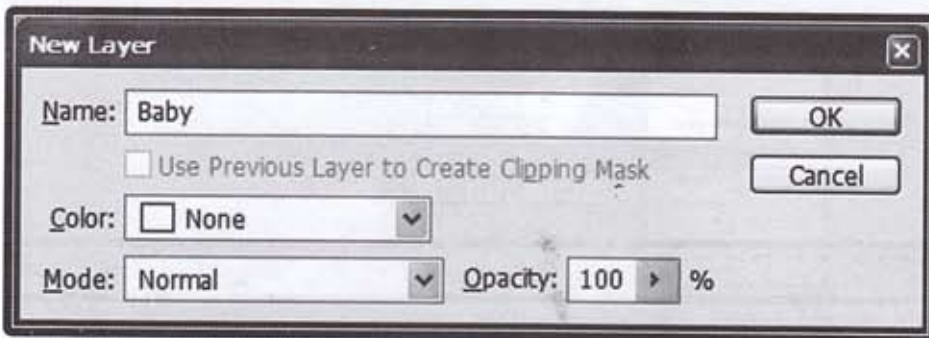 New Layer
Name: Baby
OK
Use Previous Layer to Create Clipping Mask
Cancel
Color: None
Mode: Normal Opacity: 100 %